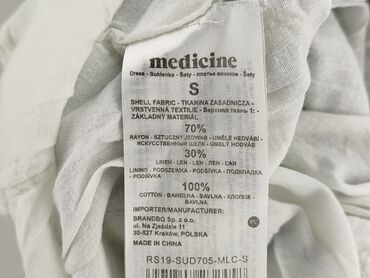 medicine
Dress - Sukienka - Šaty - платье женское - Šaty
S
SHELL FABRIC - TKANINA ZASADNICZA -
VRSTVENNÁ TEXTILIE - Верхняя ткань 1:
ZÁKLADNÝ MATERIÁL
70%
RAYON - SZTUCZNY JEDWAB - UMĚLÉ HEDVÁBÍ -
ИСКУССТВЕННЫЙ ШЕЛК - UMELÝ HODVÁB
30%
LINEN - LEN - LEN - ЛЕН - ĽAN
LINING - PODSZEWKA - PODŠÍVKA - ПОДКЛАДКА -
PODŠÍVKA
100%
COTTON - BAWEŁNA - BAVLNA - ХЛОПОК -
BAVLNA
IMPORTER/MANUFACTURER:
BRANDBQ Sp. z o.o.
ul. Na Zjeździe 11
30-527 Kraków, POLSKA
MADE IN CHINA
RS19-SUD705-MLC-S